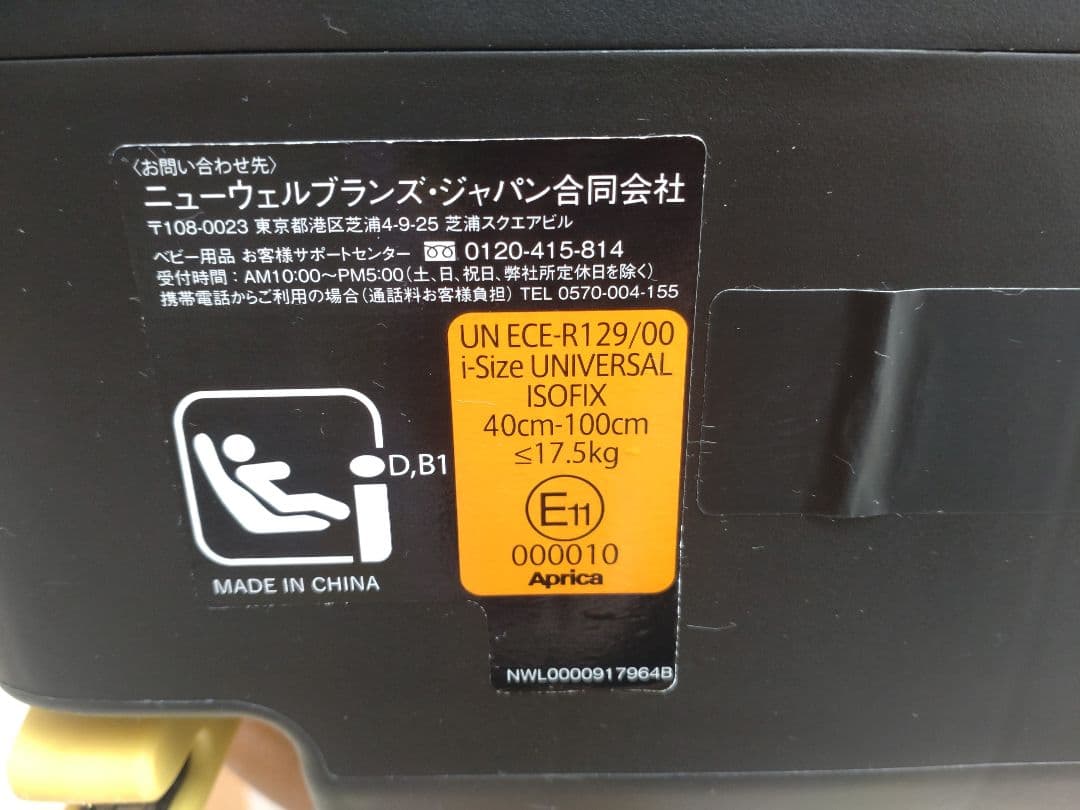 〈お問い合わせ先〉
ニューウェルブランズ・ジャパン合同会社
〒108-0023 東京都港区芝浦4-9-25 芝浦スクエアビル
ベビー用品 お客様サポートセンター 0120-415-814
受付時間：AM10:00～PM5:00（土、日、祝日、弊社所定休日を除く）
携帯電話からご利用の場合（通話料お客様負担） TEL 0570-004-155
UN ECE-R129/00
i-Size UNIVERSAL
ISOFIX
40cm-100cm
≦17.5kg
E11
000010
Aprica
D,B1
MADE IN CHINA
NWL0000917964B